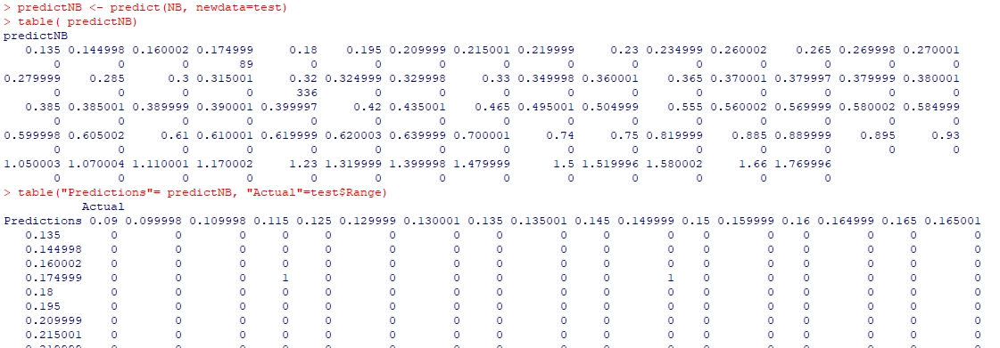 > predictNB <- predict(NB, newdata=test)
> table( predictNB)
predictNB
0.135 0.144998 0.160002 0.174999 0.18 0.195 0.209999 0.215001 0.219999 0.23 0.234999 0.260002 0.265 0.269998 0.270001
0 0 0 89 0 0 0 0 0 0 0 0 0 0 0
0.279999 0.285 0.3 0.315001 0.32 0.324999 0.329998 0.33 0.349998 0.360001 0.365 0.370001 0.379997 0.379999 0.380001
0 0 0 0 336 0 0 0 0 0 0 0 0 0 0
0.385 0.385001 0.389999 0.390001 0.399997 0.42 0.435001 0.465 0.495001 0.504999 0.555 0.560002 0.569999 0.580002 0.584999
0 0 0 0 0 0 0 0 0 0 0 0 0 0 0
0.599998 0.605002 0.61 0.610001 0.619999 0.620003 0.639999 0.700001 0.74 0.75 0.819999 0.885 0.889999 0.895 0.93
0 0 0 0 0 0 0 0 0 0 0 0 0 0 0
1.050003 1.070004 1.110001 1.170002 1.23 1.319999 1.399998 1.479999 1.5 1.519996 1.580002 1.66 1.769996
0 0 0 0 0 0 0 0 0 0 0 0 0
> table("Predictions"= predictNB, "Actual"=test$Range)
Actual
Predictions 0.09 0.099998 0.109998 0.115 0.125 0.129999 0.130001 0.135 0.135001 0.145 0.149999 0.15 0.159999 0.16 0.164999 0.165 0.165001
0.135 0 0 0 0 0 0 0 0 0 0 0 0 0 0 0 0 0
0.144998 0 0 0 0 0 0 0 0 0 0 0 0 0 0 0 0 0
0.160002 0 0 0 0 0 0 0 0 0 0 0 0 0 0 0 0 0
0.174999 0 0 0 1 0 0 0 0 0 0 1 0 0 0 0 0 0
0.18 0 0 0 0 0 0 0 0 0 0 0 0 0 0 0 0 0
0.195 0 0 0 0 0 0 0 0 0 0 0 0 0 0 0 0 0
0.209999 0 0 0 0 0 0 0 0 0 0 0 0 0 0 0 0 0
0.215001 0 0 0 0 0 0 0 0 0 0 0 0 0 0 0 0 0